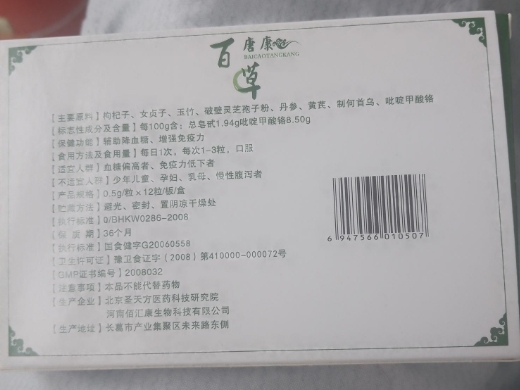 百草
唐康
BAICAOTANGKANG
【主要原料】枸杞子、女贞子、玉竹、破壁灵芝孢子粉、丹参、黄芪、制何首乌、吡啶甲酸铬
【标志性成分及含量】每100g含：总皂甙1.94g吡啶甲酸铬8.50g
【保健功能】辅助降血糖、增强免疫力
【食用方法及食用量】每日1次、每次1-3粒，口服
【适宜人群】血糖偏高者、免疫力低下者
【不适宜人群】少年儿童、孕妇、乳母、慢性腹泻者
【产品规格】0.5g/粒×12粒/板/盒
【贮藏方法】避光、密封、置阴凉干燥处
【执行标准】Q/BHKW0286-2008
【保 质 期】36个月
【执行标准】国食健字G20060558
【卫生许可证】豫卫食证字（2008）第410000-000072号
【GMP证书编号】2008032
【注意事项】本品不能代替药物
【生产企业】北京圣天方医药科技研究院
河南佰汇康生物科技有限公司
【生产地址】长葛市产业集聚区未来路东侧
6 947566 010507